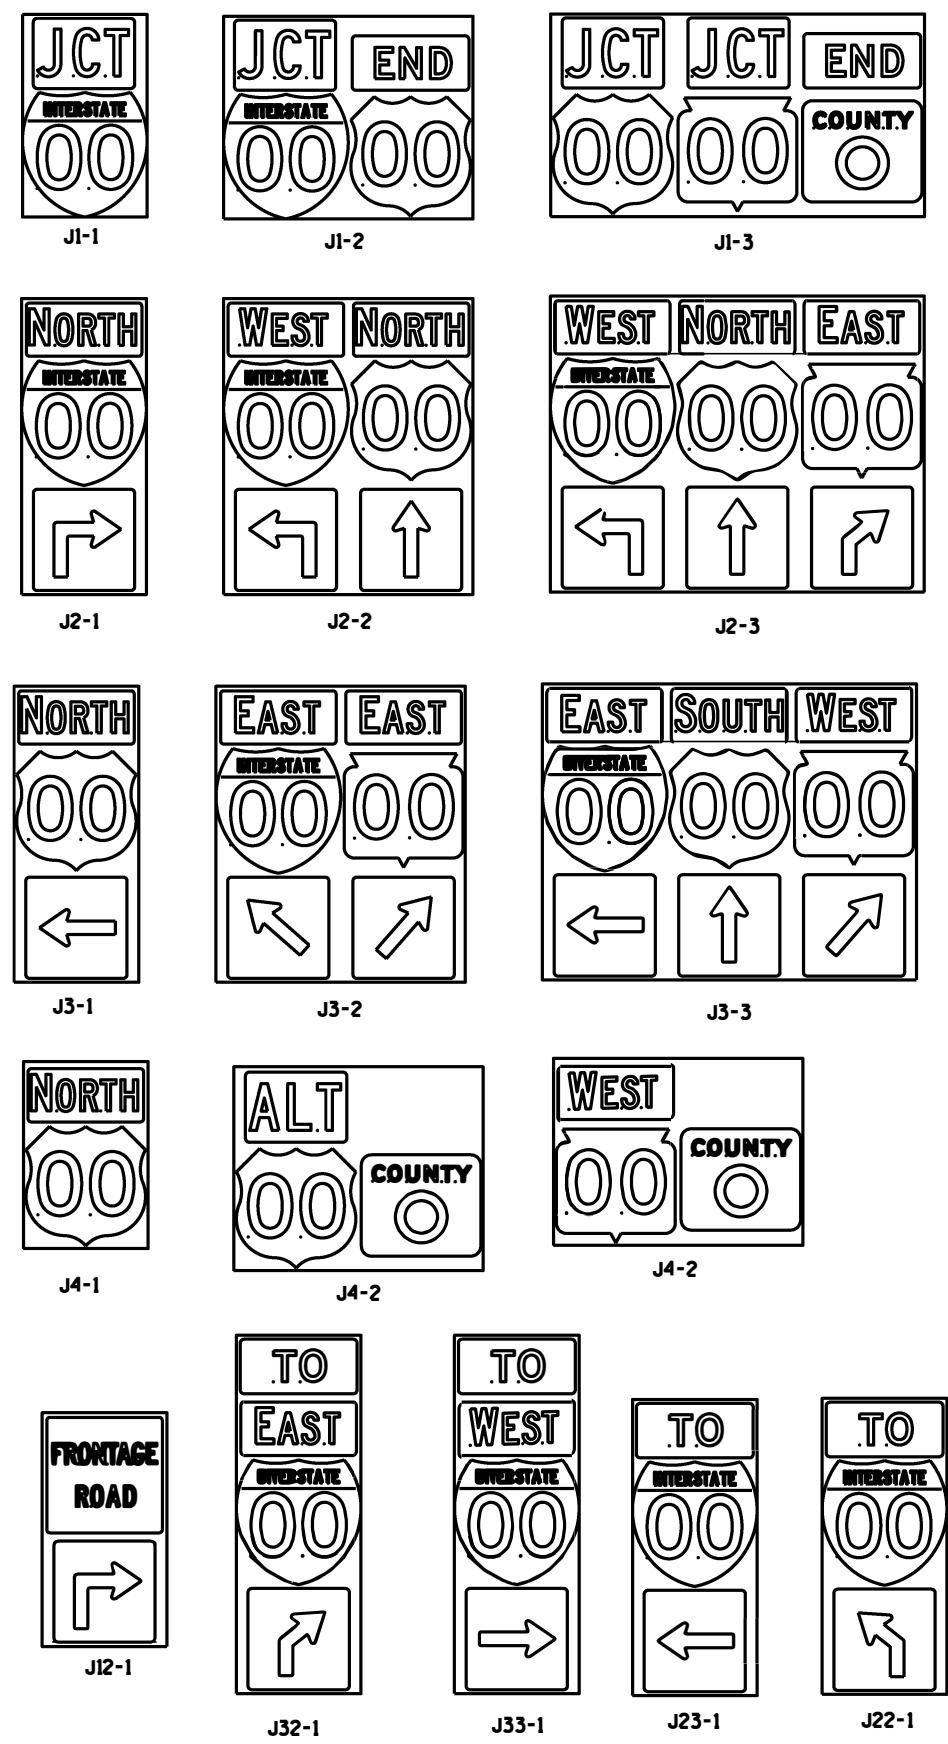 JCT JCT END JCT JCT END
INTERSTATE INTERSTATE COUNTY
00 00 00 00 00 0
J1-1 J1-2 J1-3
NORTH WEST NORTH WEST NORTH EAST
INTERSTATE INTERSTATE INTERSTATE
00 00 00 00 00 00
J2-1 J2-2 J2-3
NORTH EAST EAST EAST SOUTH WEST
INTERSTATE INTERSTATE
00 00 00 00 00 00
J3-1 J3-2 J3-3
NORTH ALT WEST
COUNTY COUNTY
00 00 0 00 0
J4-1 J4-2 J4-2
TO TO
EAST WEST TO TO
FRONTAGE INTERSTATE INTERSTATE INTERSTATE INTERSTATE
ROAD 00 00 00 00
J12-1 J32-1 J33-1 J23-1 J22-1